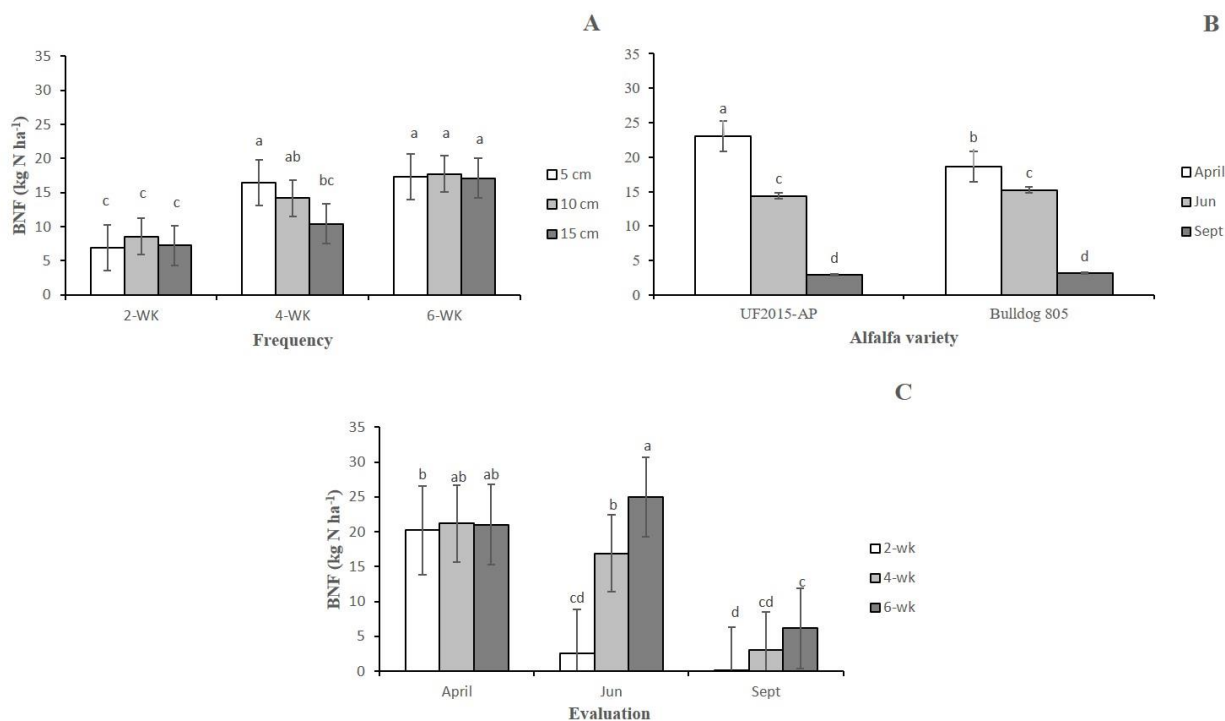 A
35
30
25
20
15
10
5
0
BNF (kg N ha⁻¹)
c c c
a ab bc
a a a
2-WK 4-WK 6-WK
Frequency
5 cm
10 cm
15 cm
B
35
30
25
20
15
10
5
0
a c d
b c d
UF2015-AP Bulldog 805
Alfalfa variety
April
Jun
Sept
C
35
30
25
20
15
10
5
0
BNF (kg N ha⁻¹)
b ab ab
cd b a
d cd c
April Jun Sept
Evaluation
2-wk
4-wk
6-wk